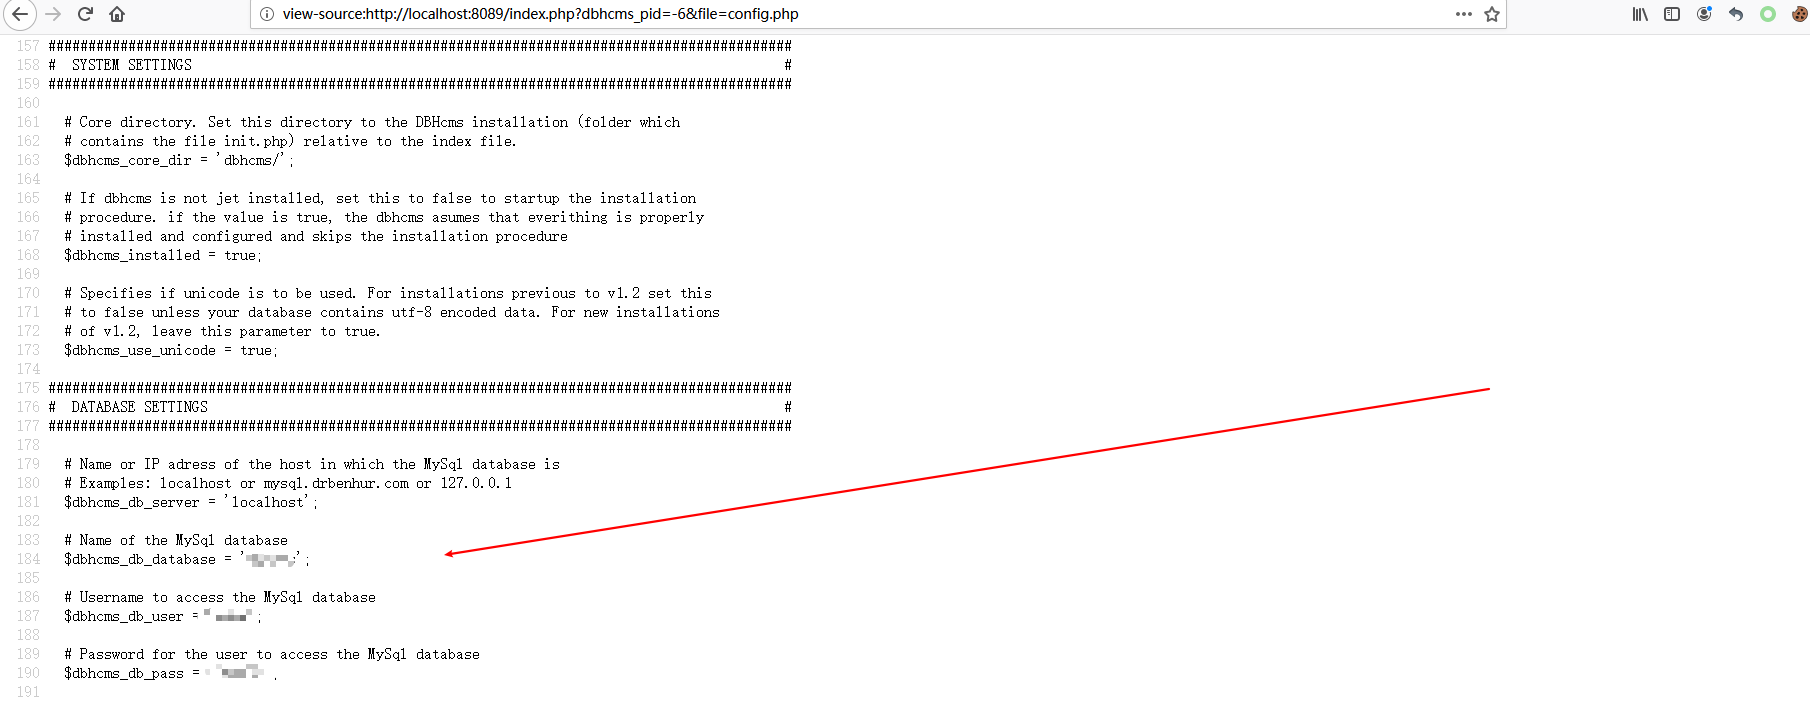 view-source:http://localhost:8089/index.php?dbhcms_pid=-6&file=config.php
157 #############################################################################################
158 #  SYSTEM SETTINGS                                                                          #
159 #############################################################################################
160
161   # Core directory. Set this directory to the DBHcms installation (folder which
162   # contains the file init.php) relative to the index file.
163   $dbhcms_core_dir = 'dbhcms/';
164
165   # If dbhcms is not jet installed, set this to false to startup the installation
166   # procedure. if the value is true, the dbhcms asumes that everithing is properly
167   # installed and configured and skips the installation procedure
168   $dbhcms_installed = true;
169
170   # Specifies if unicode is to be used. For installations previous to v1.2 set this
171   # to false unless your database contains utf-8 encoded data. For new installations
172   # of v1.2, leave this parameter to true.
173   $dbhcms_use_unicode = true;
174
175 #############################################################################################
176 #  DATABASE SETTINGS                                                                        #
177 #############################################################################################
178
179   # Name or IP adress of the host in which the MySql database is
180   # Examples: localhost or mysql.drbenhur.com or 127.0.0.1
181   $dbhcms_db_server = 'localhost';
182
183   # Name of the MySql database
184   $dbhcms_db_database = '';
185
186   # Username to access the MySql database
187   $dbhcms_db_user = ;
188
189   # Password for the user to access the MySql database
190   $dbhcms_db_pass =
191